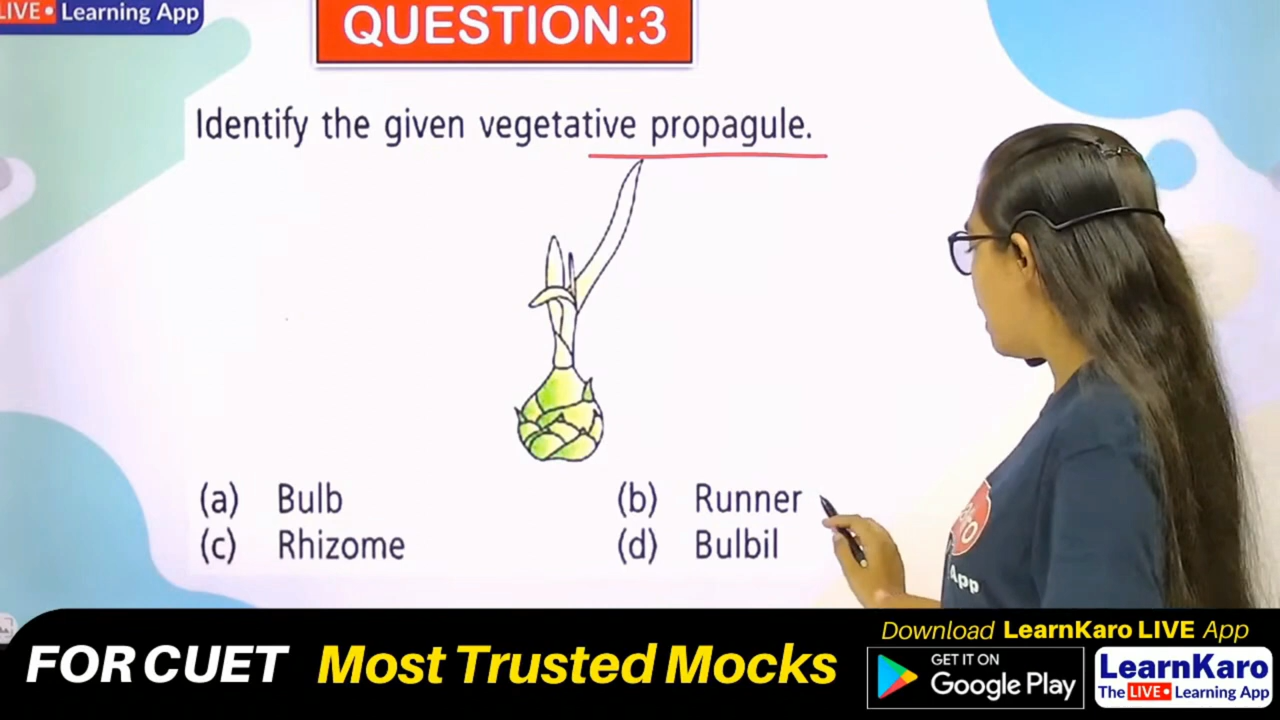 LIVE• Learning App
QUESTION:3
Identify the given vegetative propagule.
(a) Bulb
(b) Runner
(c) Rhizome
(d) Bulbil
App
FOR CUET Most Trusted Mocks
Download LearnKaro LIVE App
GET IT ON
Google Play
LearnKaro
The LIVE• Learning App